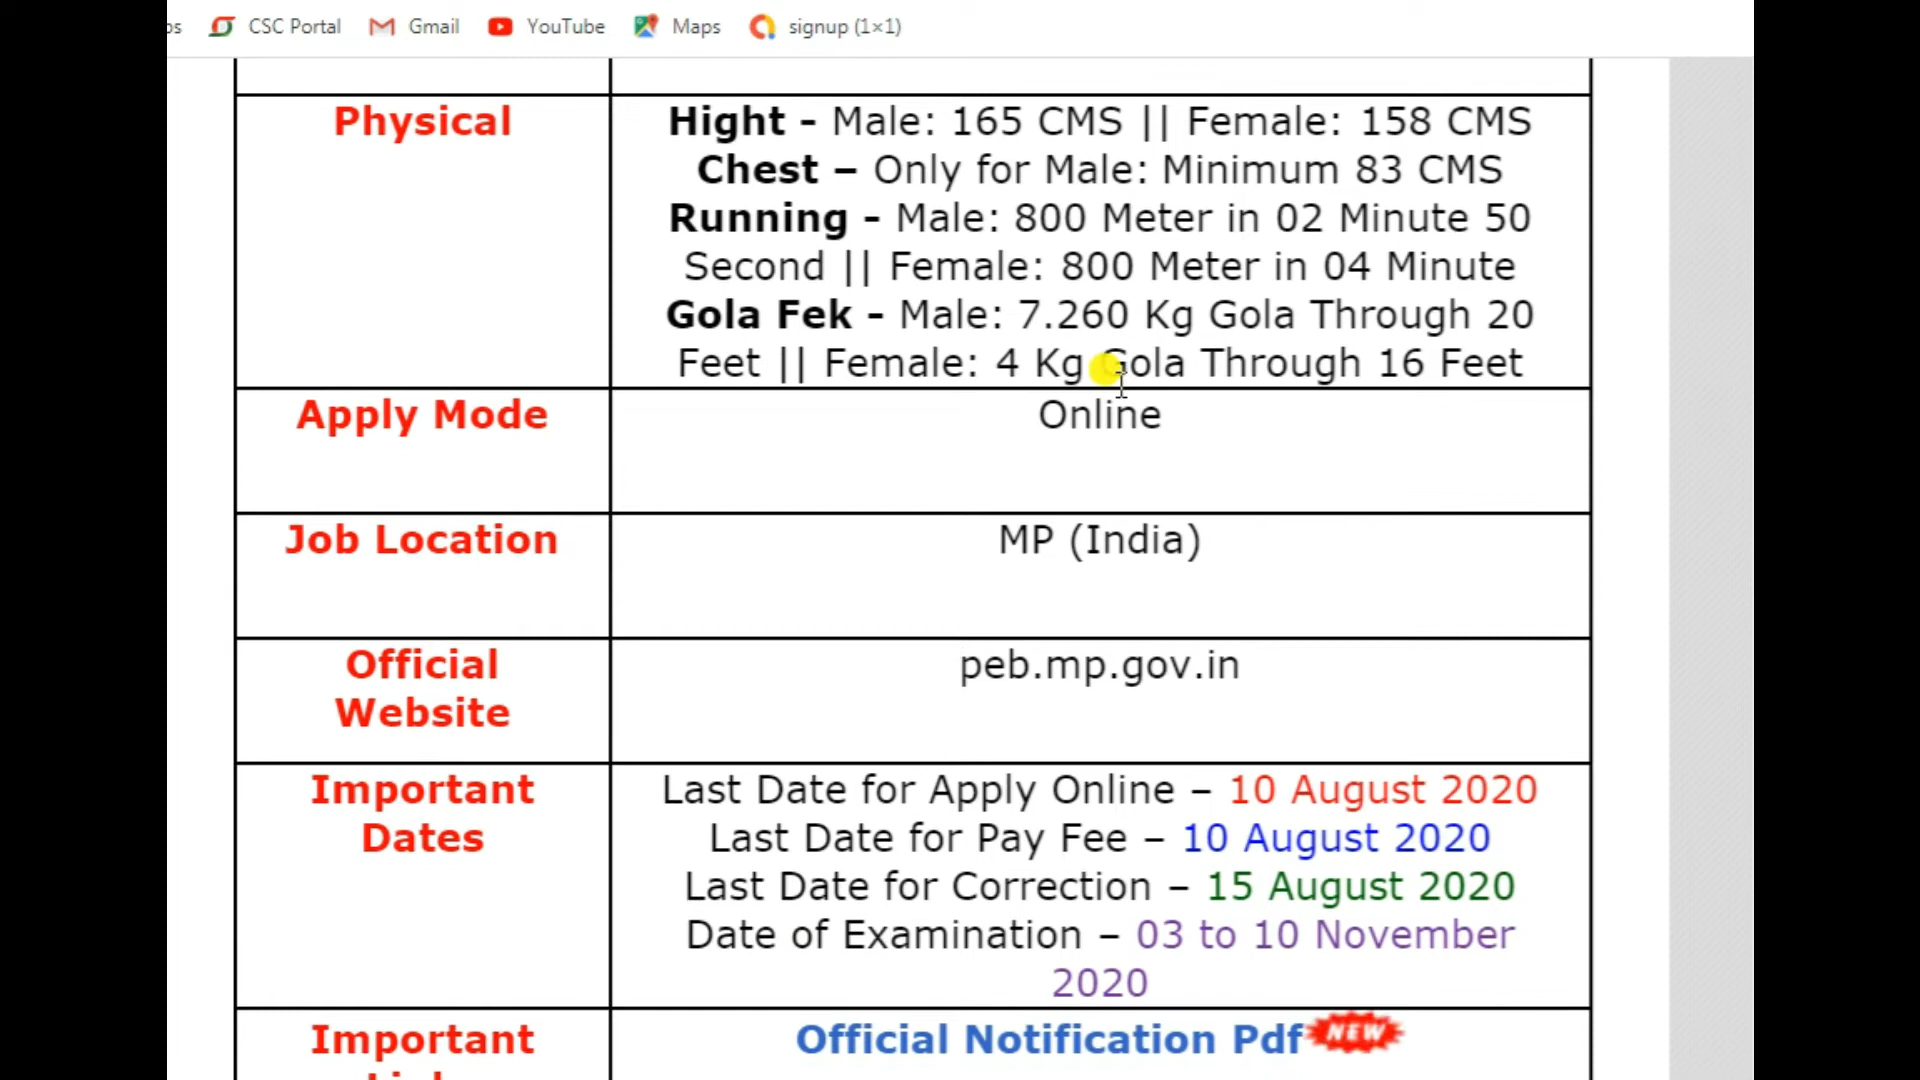 CSC Portal Gmail YouTube Maps signup (1×1)
Physical
Hight - Male: 165 CMS || Female: 158 CMS
Chest – Only for Male: Minimum 83 CMS
Running - Male: 800 Meter in 02 Minute 50
Second || Female: 800 Meter in 04 Minute
Gola Fek - Male: 7.260 Kg Gola Through 20
Feet || Female: 4 Kg Gola Through 16 Feet
Apply Mode
Online
Job Location
MP (India)
Official
Website
peb.mp.gov.in
Important
Dates
Last Date for Apply Online – 10 August 2020
Last Date for Pay Fee – 10 August 2020
Last Date for Correction – 15 August 2020
Date of Examination – 03 to 10 November
2020
Important
Official Notification Pdf NEW